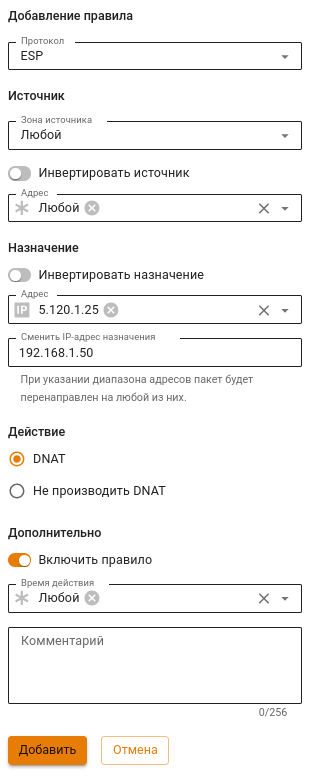 Добавление правила
Протокол
ESP
Источник
Зона источника
Любой
Инвертировать источник
Адрес
Любой
Назначение
Инвертировать назначение
Адрес
IP 5.120.1.25
Сменить IP-адрес назначения
192.168.1.50
При указании диапазона адресов пакет будет
перенаправлен на любой из них.
Действие
DNAT
Не производить DNAT
Дополнительно
Включить правило
Время действия
Любой
Комментарий
0/256
Добавить Отмена